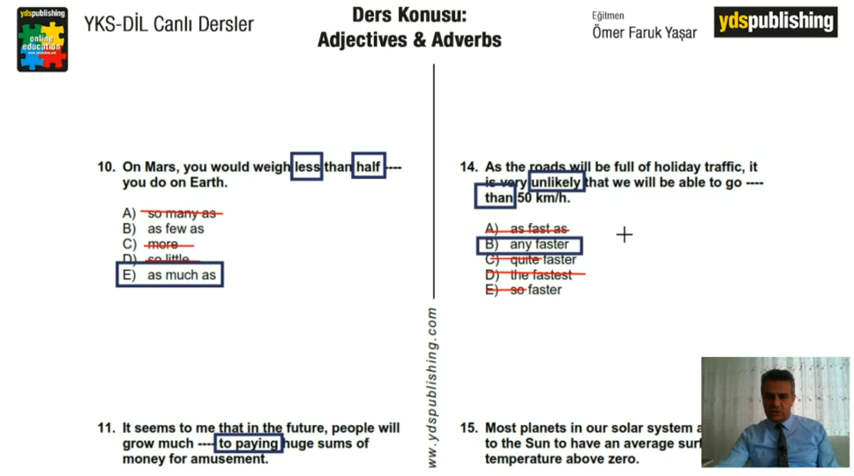 ydspublishing
online
education
YKS-DİL Canlı Dersler
Ders Konusu:
Adjectives & Adverbs
Eğitmen
Ömer Faruk Yaşar
ydspublishing
10. On Mars, you would weigh less than half ----
you do on Earth.
A) so many as
B) as few as
C) more
D) so little
E) as much as
11. It seems to me that in the future, people will
grow much ---- to paying huge sums of
money for amusement.
ww.ydspublishing.com
14. As the roads will be full of holiday traffic, it
is very unlikely that we will be able to go ----
than 50 km/h.
A) as fast as
B) any faster
C) quite faster
D) the fastest
E) so faster
15. Most planets in our solar system
to the Sun to have an average
temperature above zero.